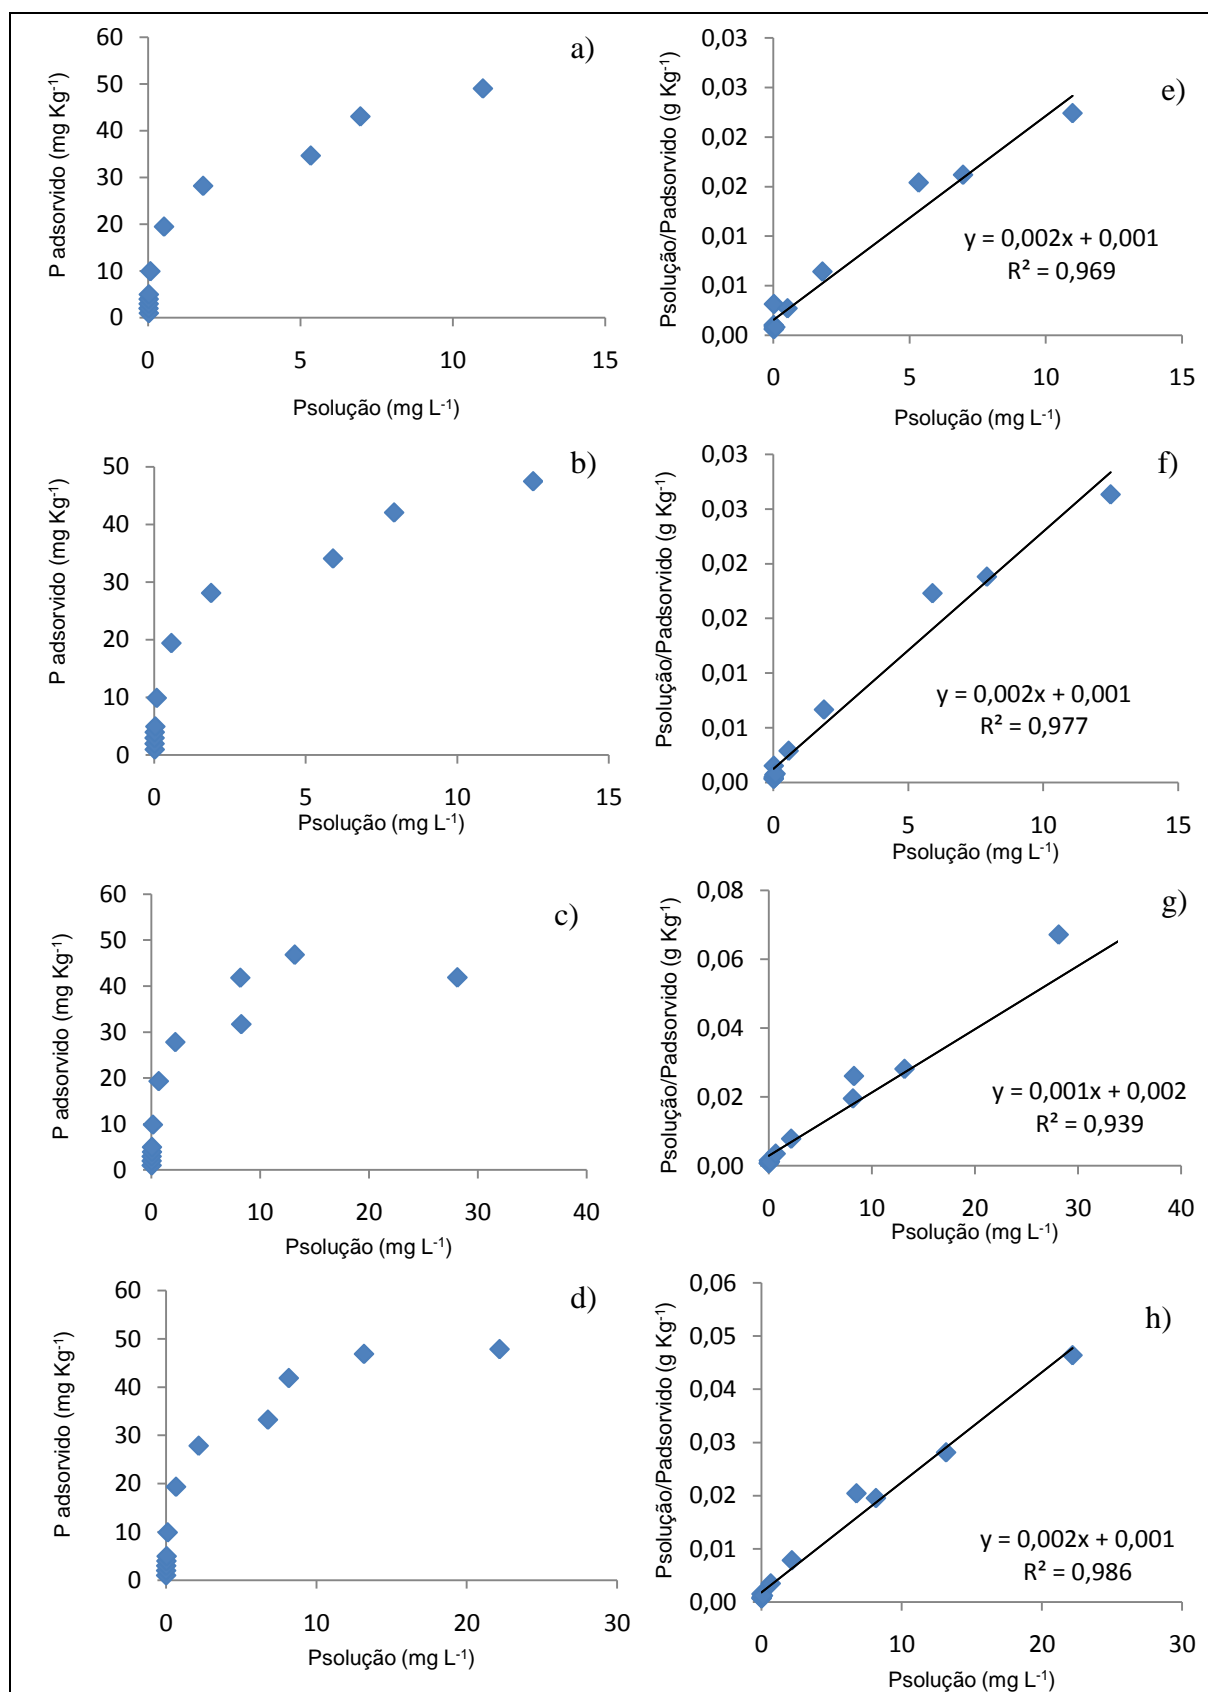 a)
P adsorvido (mg Kg-1)
60
50
40
30
20
10
0
0 5 10 15
Psolução (mg L-1)
e)
Psolução/Padsorvido (g Kg-1)
0,03
0,03
0,02
0,02
0,01
0,01
0,00
y = 0,002x + 0,001
R² = 0,969
0 5 10 15
Psolução (mg L-1)
b)
P adsorvido (mg Kg-1)
50
40
30
20
10
0
0 5 10 15
Psolução (mg L-1)
f)
Psolução/Padsorvido (g Kg-1)
0,03
0,03
0,02
0,02
0,01
0,01
0,00
y = 0,002x + 0,001
R² = 0,977
0 5 10 15
Psolução (mg L-1)
c)
P adsorvido (mg Kg-1)
60
50
40
30
20
10
0
0 10 20 30 40
Psolução (mg L-1)
g)
Psolução/Padsorvido (g Kg-1)
0,08
0,06
0,04
0,02
0,00
y = 0,001x + 0,002
R² = 0,939
0 10 20 30 40
Psolução (mg L-1)
d)
P adsorvido (mg Kg-1)
60
50
40
30
20
10
0
0 10 20 30
Psolução (mg L-1)
h)
Psolução/Padsorvido (g Kg-1)
0,06
0,05
0,04
0,03
0,02
0,01
0,00
y = 0,002x + 0,001
R² = 0,986
0 10 20 30
Psolução (mg L-1)